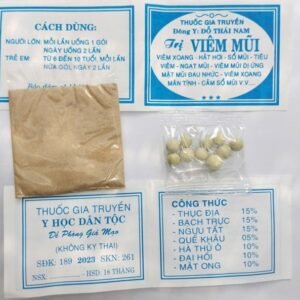 CÁCH DÙNG:
NGƯỜI LỚN: MỖI LẦN UỐNG 1 GÓI
NGÀY UỐNG 2 LẦN
TRẺ EM: TỪ 6 ĐẾN 10 TUỔI, MỖI LẦN
NỬA GÓI, NGÀY 2 LẦN
THUỐC GIA TRUYỀN
Đông Y: ĐỖ THÁI NAM
Trị VIÊM MŨI
VIÊM XOANG - HẮT HƠI - SỔ MŨI - TIÊU
VIÊM - NGẠT MŨI - VIÊM MŨI DỊ ỨNG
MẶT MŨI ĐAU NHỨC - VIÊM XOANG
MÃN TÍNH - CẢM SỔ MŨI V.V....
THUỐC GIA TRUYỀN
Y HỌC DÂN TỘC
Đề Phòng Giả Mạo
(KHÔNG KỴ THAI)
SĐK: 189 2023 SKN: 261
NSX: HSD: 18 THÁNG
CÔNG THỨC
- THỤC ĐỊA 15%
- BẠCH TRỤC 15%
- NGƯU TẤT 15%
- QUẾ KHÂU 05%
- HÀ THỦ Ô 10%
- ĐẠI HỒI 10%
- MẬT ONG 10%